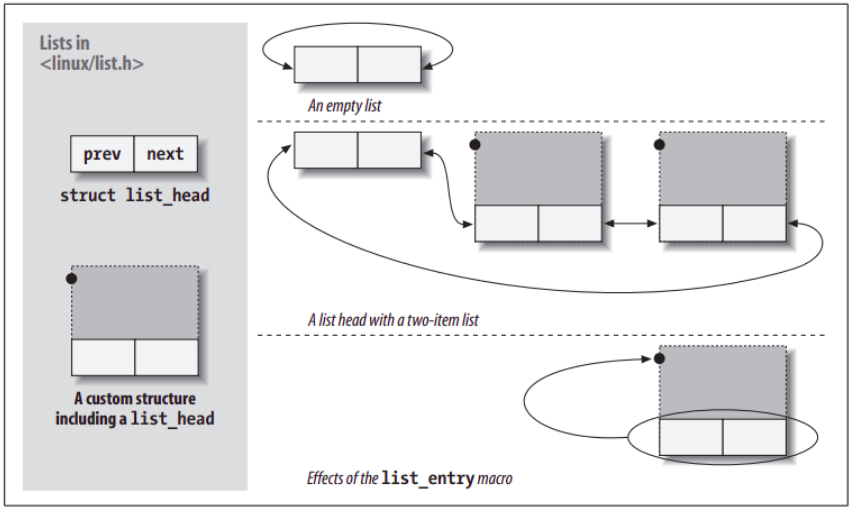 Lists in
<linux/list.h>
prev next
struct list_head
A custom structure
including a list_head
An empty list
A list head with a two-item list
Effects of the list_entry macro